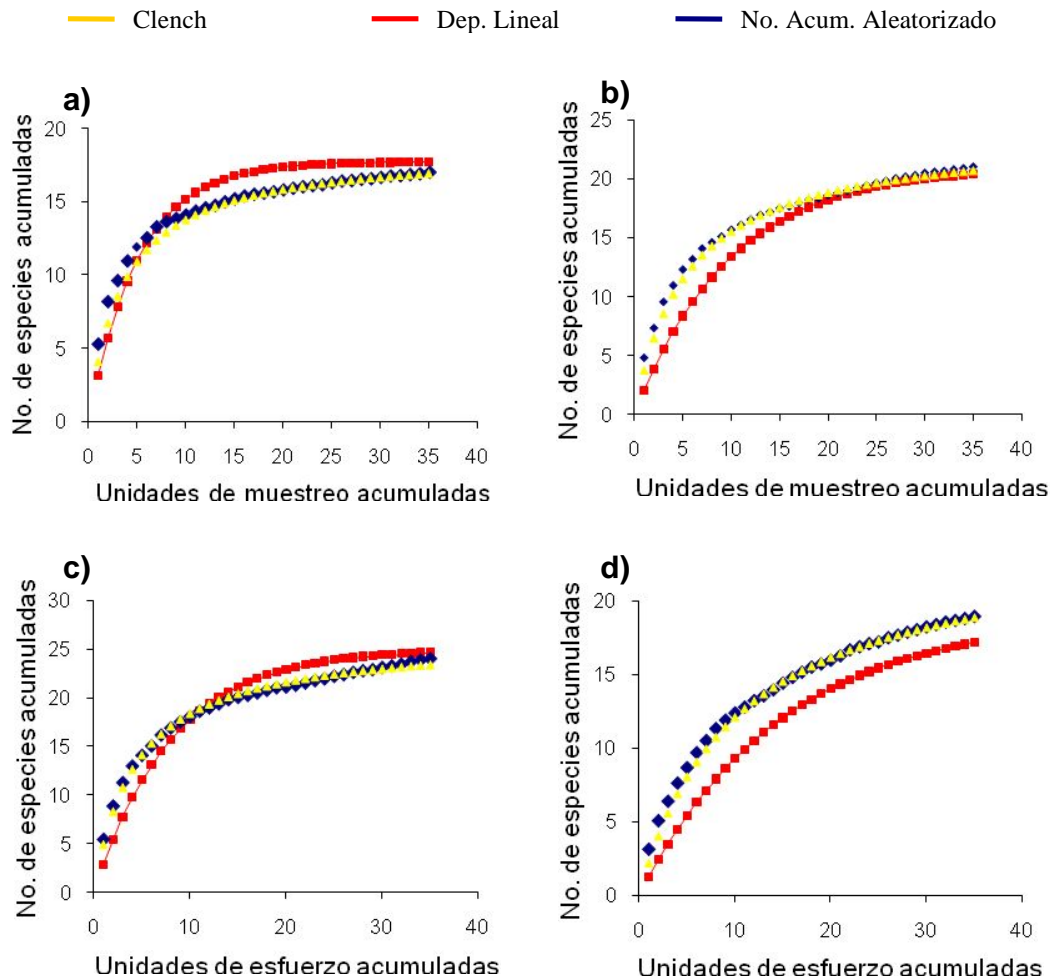 Clench Dep. Lineal No. Acum. Aleatorizado
a)
No. de especies acumuladas
20
15
10
5
0
0 5 10 15 20 25 30 35 40
Unidades de muestreo acumuladas
b)
No. de especies acumuladas
25
20
15
10
5
0
0 5 10 15 20 25 30 35 40
Unidades de muestreo acumuladas
c)
No. de especies acumuladas
30
25
20
15
10
5
0
0 10 20 30 40
Unidades de esfuerzo acumuladas
d)
No. de especies acumuladas
20
15
10
5
0
0 10 20 30 40
Unidades de esfuerzo acumuladas